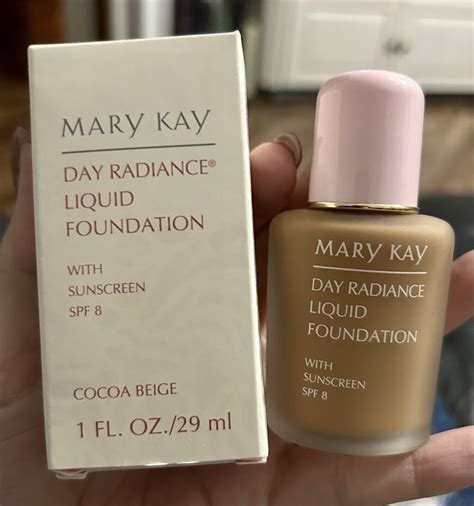 MARY KAY
DAY RADIANCE®
LIQUID
FOUNDATION
WITH
SUNSCREEN
SPF 8
COCOA BEIGE
1 FL. OZ./29 ml
MARY KAY
DAY RADIANCE
LIQUID
FOUNDATION
WITH
SUNSCREEN
SPF 8